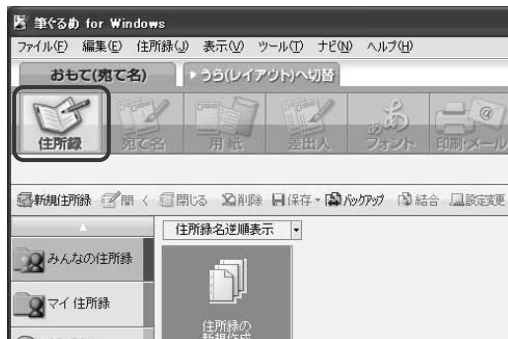 筆ぐるめ for Windows
ファイル(F) 編集(E) 住所録(J) 表示(V) ツール(T) ナビ(N) ヘルプ(H)
おもて(宛て名) うら(レイアウト)へ切替
住所録 宛て名 用紙 差出人 フォント 印刷・メール
新規住所録 開く 閉じる 削除 保存 バックアップ 結合 設定変更
住所録名逆順表示
みんなの住所録
マイ 住所録
住所録の
新規作成